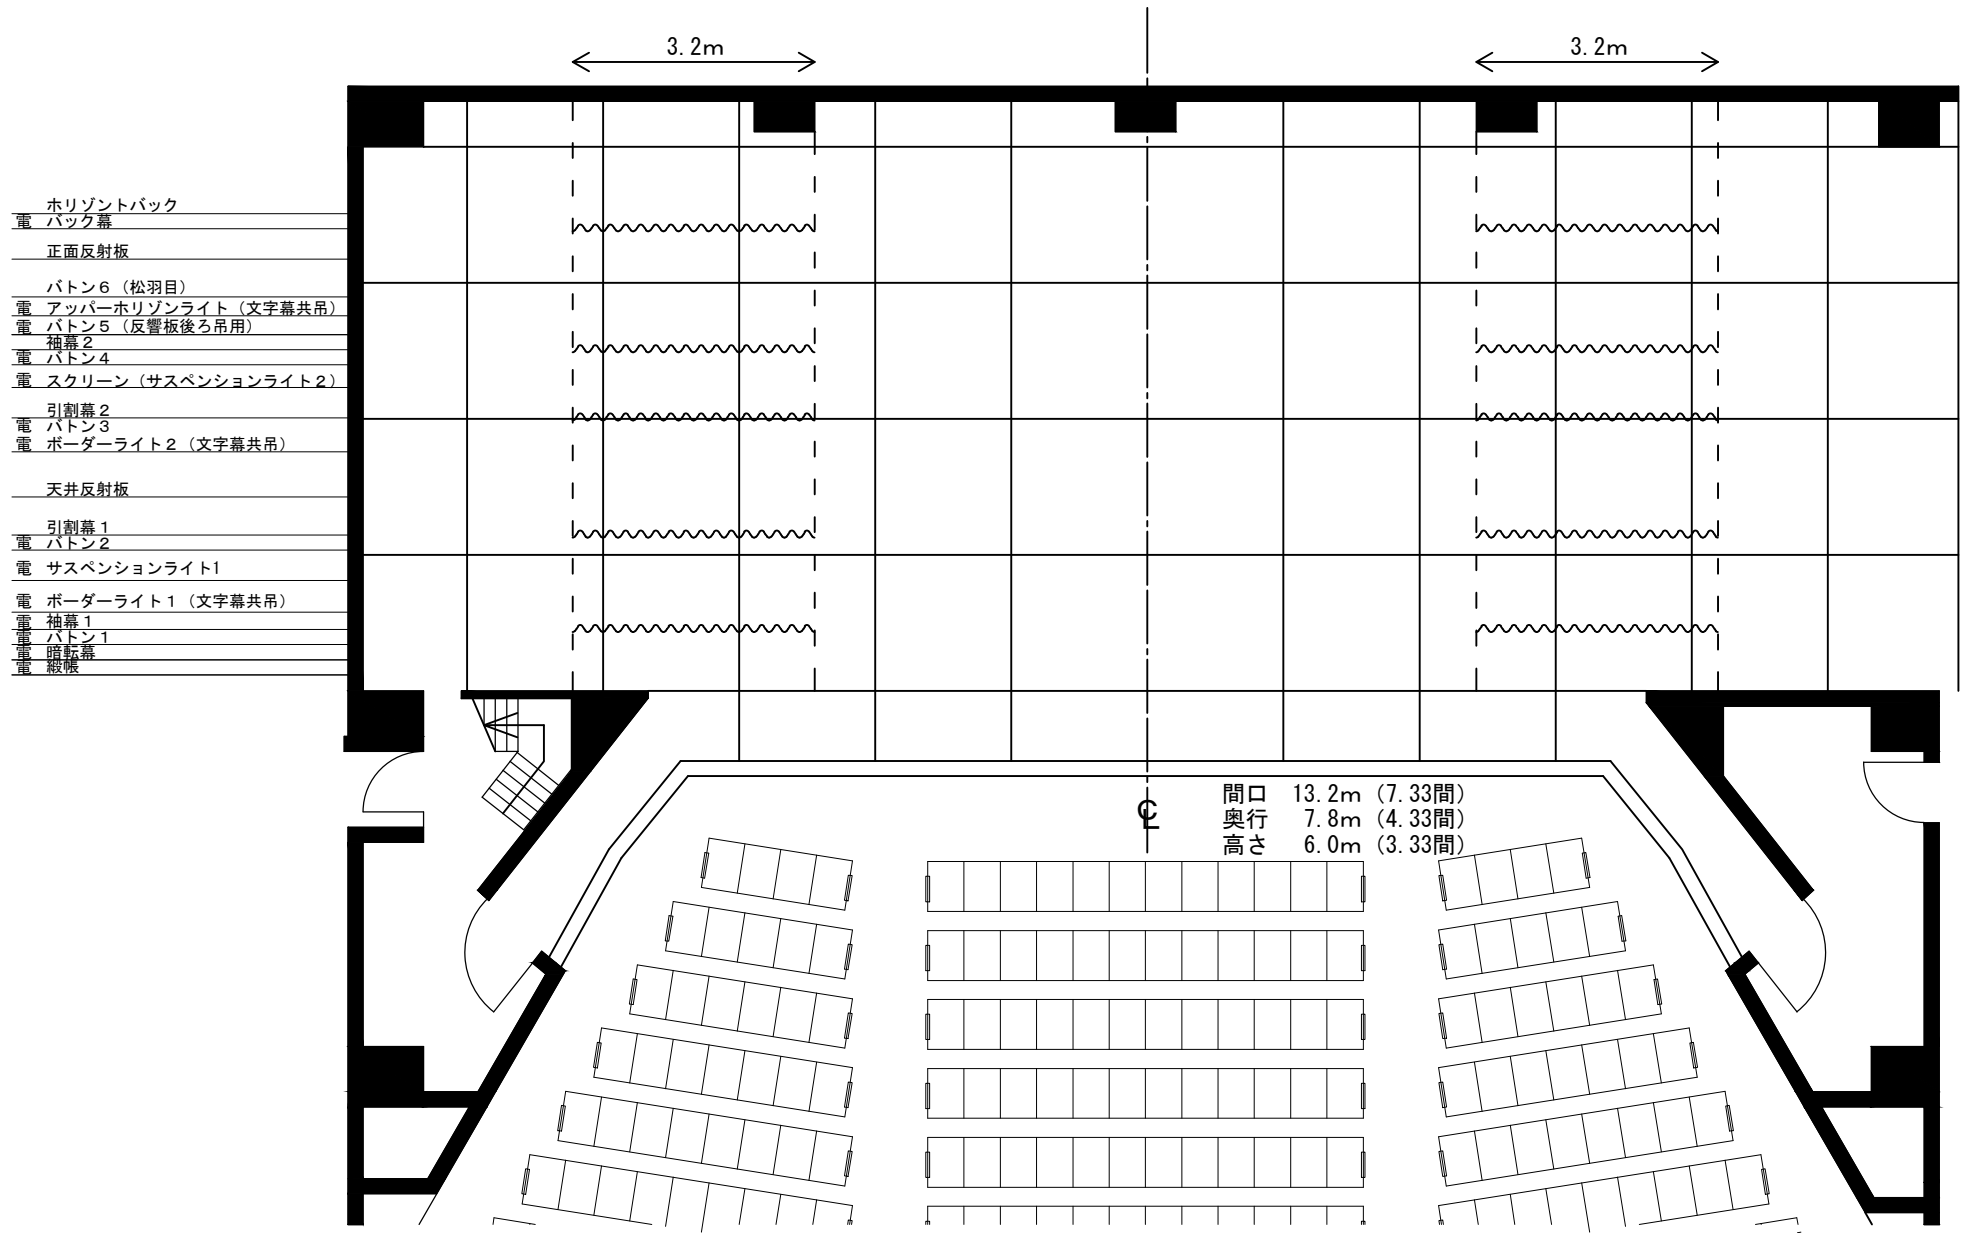 3.2m
3.2m
ホリゾントバック
電 バック幕
正面反射板
バトン6（松羽目）
電 アッパーホリゾンライト（文字幕共吊）
電 バトン5（反響板後ろ吊用）
袖幕2
電 バトン4
電 スクリーン（サスペンションライト2）
引割幕2
電 バトン3
電 ボーダーライト2（文字幕共吊）
天井反射板
引割幕1
電 バトン2
電 サスペンションライト1
電 ボーダーライト1（文字幕共吊）
電 袖幕1
電 バトン1
電 暗転幕
電 緞帳
℄
間口 13.2m（7.33間）
奥行 7.8m（4.33間）
高さ 6.0m（3.33間）